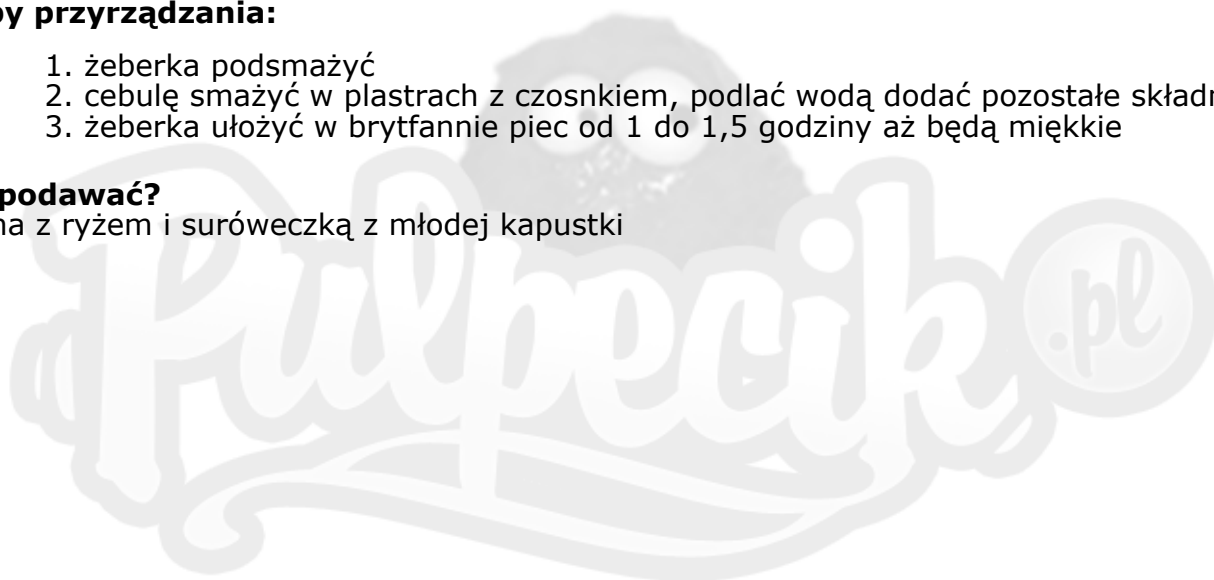 przyrządzania:
1. żeberka podsmażyć
2. cebulę smażyć w plastrach z czosnkiem, podlać wodą dodać pozostałe
3. żeberka ułożyć w brytfannie piec od 1 do 1,5 godziny aż będą miękkie
podawać?
z ryżem i suróweczką z młodej kapustki
Pulpecik.pl